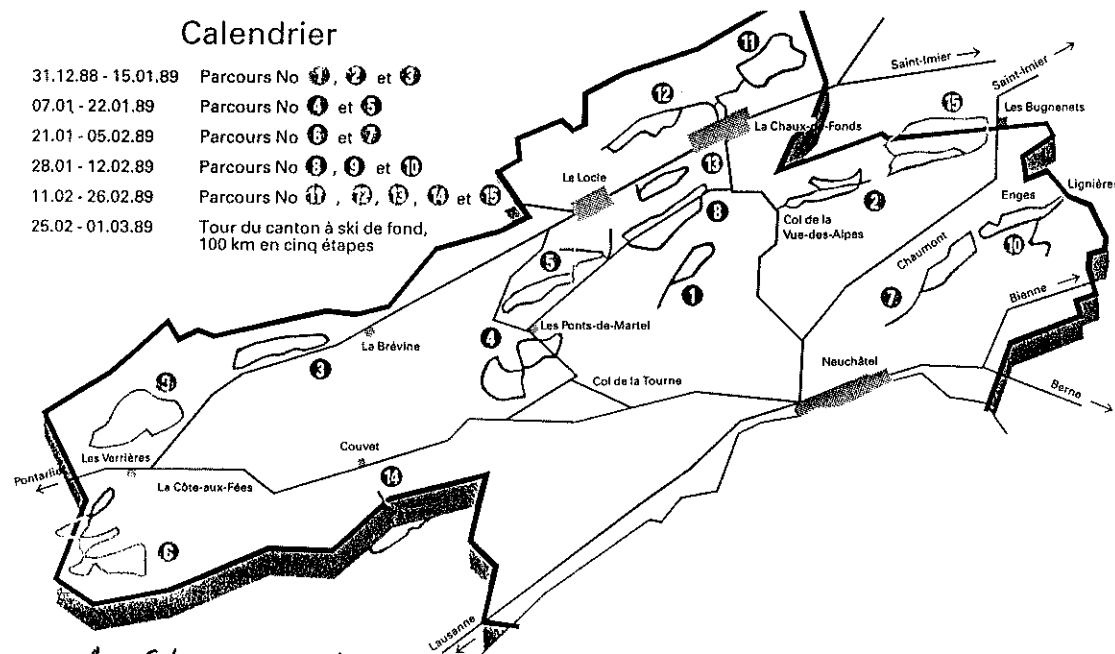 Calendrier
31.12.88 - 15.01.89 Parcours No 1, 2 et 3
07.01 - 22.01.89 Parcours No 4 et 5
21.01 - 05.02.89 Parcours No 6 et 7
28.01 - 12.02.89 Parcours No 8, 9 et 10
11.02 - 26.02.89 Parcours No 11, 12, 13, 14 et 15
25.02 - 01.03.89 Tour du canton à ski de fond,
100 km en cinq étapes
11
Saint-Imier
Saint-Imier
12
15
Les Bugnenets
La Chaux-de-Fonds
13
Le Locle
Lignières
2
Enges
8
Col de la
Vue-des-Alpes
10
5
Chaumont
1
7
Bienne
4
Les Ponts-de-Martel
La Brévine
3
Neuchâtel
9
Col de la Tourne
Berne
Couvet
Les Verrières
Pontarlier
14
La Côte-aux-Fées
6
Lausanne